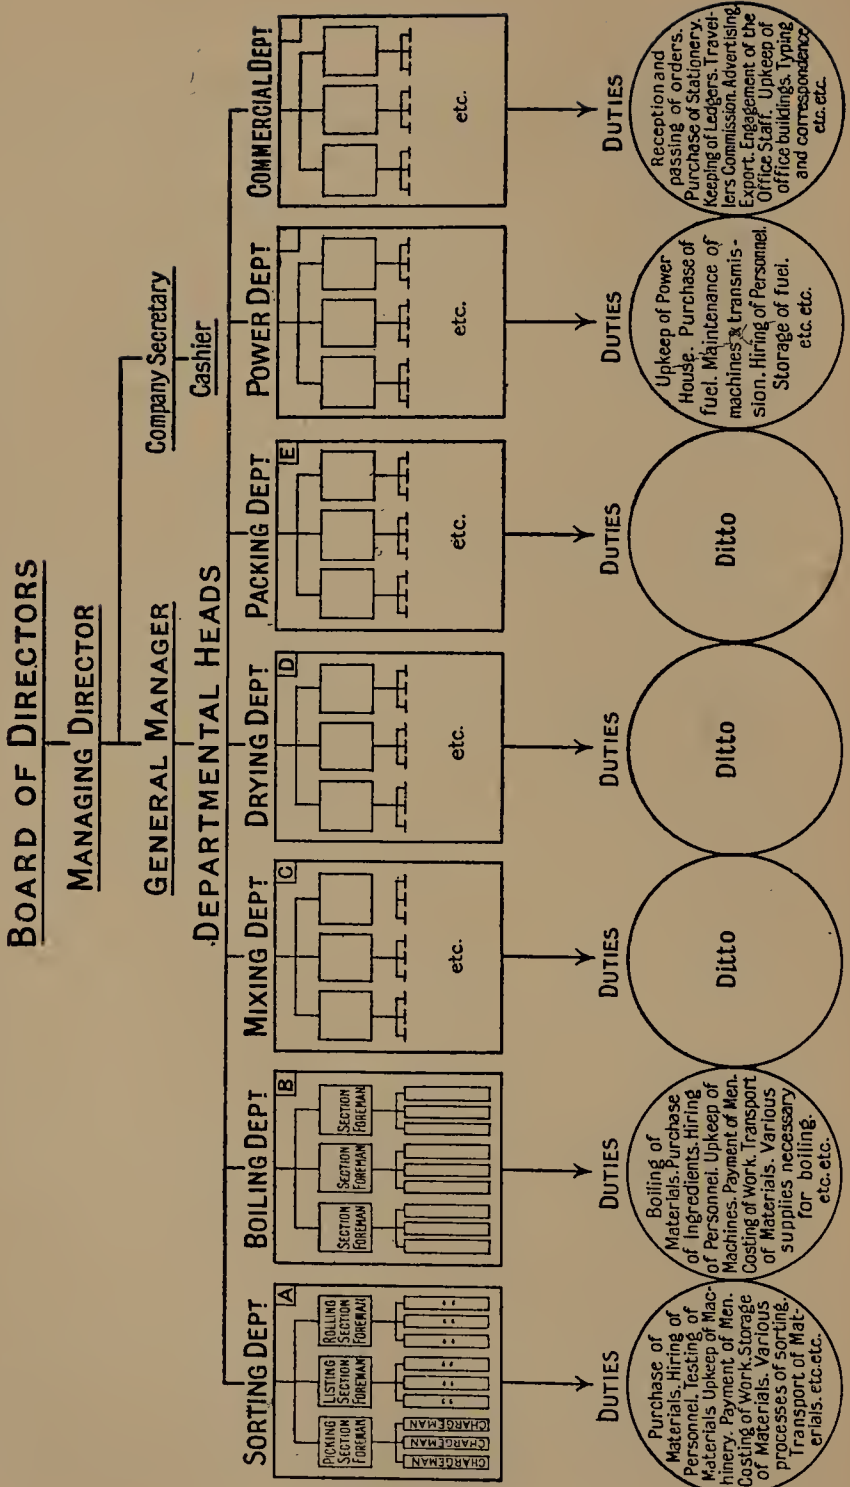 BOARD OF DIRECTORS
MANAGING DIRECTOR
Company Secretary
Cashier
GENERAL MANAGER
DEPARTMENTAL HEADS
SORTING DEPT
A
PICKING
SECTION
FOREMAN
LISTING
SECTION
FOREMAN
ROLLING
SECTION
FOREMAN
CHARGEMAN
CHARGEMAN
CHARGEMAN
DUTIES
Purchase of
Materials. Hiring of
Personnel. Testing of
Materials Upkeep of Mac-
hinery. Payment of Men.
Costing of Work. Storage
of Materials. Various
processes of sorting.
Transport of Mat-
erials. etc. etc.
BOILING DEPT
B
SECTION
FOREMAN
SECTION
FOREMAN
SECTION
FOREMAN
DUTIES
Boiling of
Materials. Purchase
of Ingredients. Hiring
of Personnel. Upkeep of
Machines. Payment of Men.
Costing of Work. Transport
of Materials. Various
supplies necessary
for boiling.
etc. etc.
MIXING DEPT
C
etc.
DUTIES
Ditto
DRYING DEPT
D
etc.
DUTIES
Ditto
PACKING DEPT
E
etc.
DUTIES
Ditto
POWER DEPT
etc.
DUTIES
Upkeep of Power
House. Purchase of
fuel. Maintenance of
machines & transmis-
sion. Hiring of Personnel.
Storage of fuel.
etc. etc.
COMMERCIAL DEPT
etc.
DUTIES
Reception and
passing of orders.
Purchase of Stationery.
Keeping of Ledgers. Travel-
lers Commission. Advertising.
Export. Engagement of the
Office Staff. Upkeep of
office buildings. Typing
and correspondence
etc. etc.